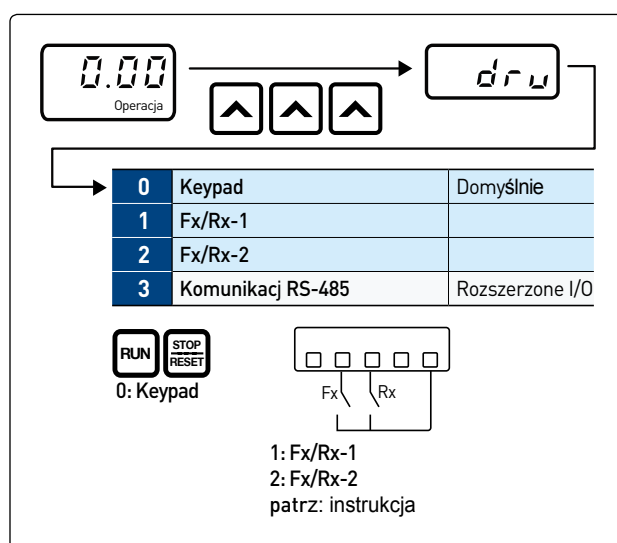 0.00
Operacja
drv
0 Keypad Domyślnie
1 Fx/Rx-1
2 Fx/Rx-2
3 Komunikacj RS-485 Rozszerzone I/O
RUN STOP
RESET
0: Keypad
Fx Rx
1: Fx/Rx-1
2: Fx/Rx-2
patrz: instrukcja